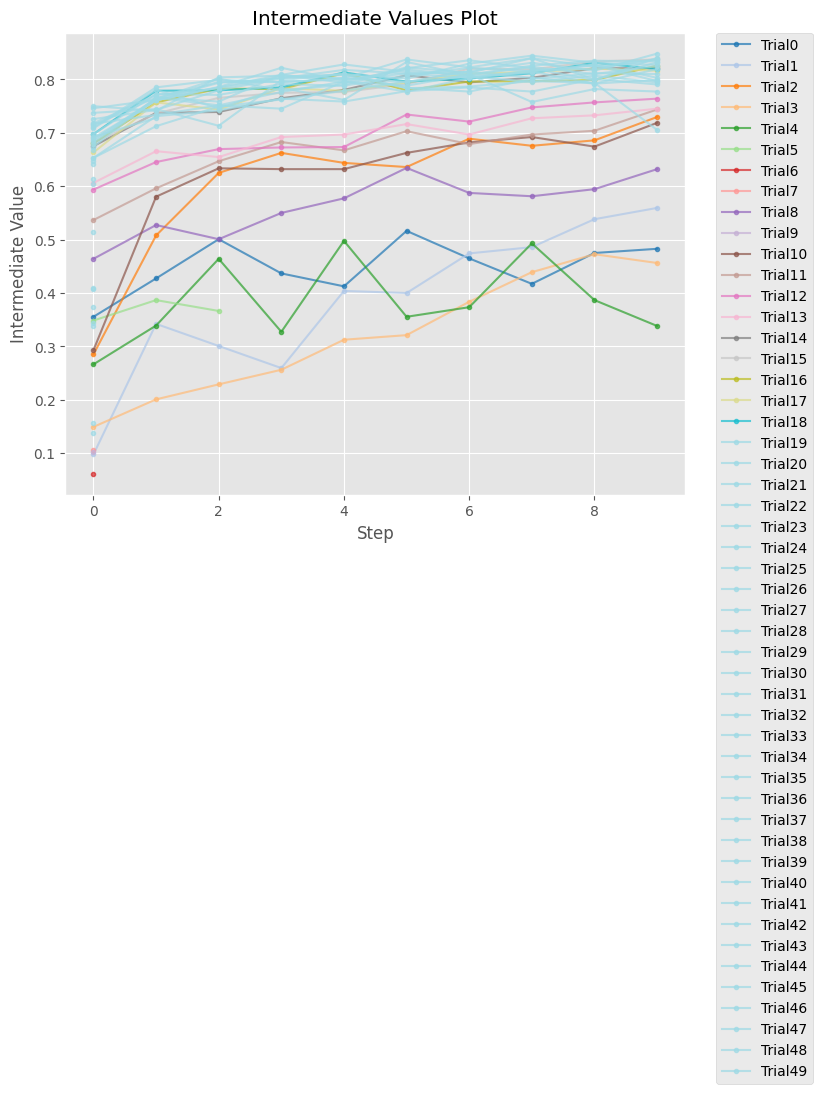 Intermediate Values Plot
Intermediate Value
0.8
0.7
0.6
0.5
0.4
0.3
0.2
0.1
0 2 4 6 8
Step
Trial0
Trial1
Trial2
Trial3
Trial4
Trial5
Trial6
Trial7
Trial8
Trial9
Trial10
Trial11
Trial12
Trial13
Trial14
Trial15
Trial16
Trial17
Trial18
Trial19
Trial20
Trial21
Trial22
Trial23
Trial24
Trial25
Trial26
Trial27
Trial28
Trial29
Trial30
Trial31
Trial32
Trial33
Trial34
Trial35
Trial36
Trial37
Trial38
Trial39
Trial40
Trial41
Trial42
Trial43
Trial44
Trial45
Trial46
Trial47
Trial48
Trial49